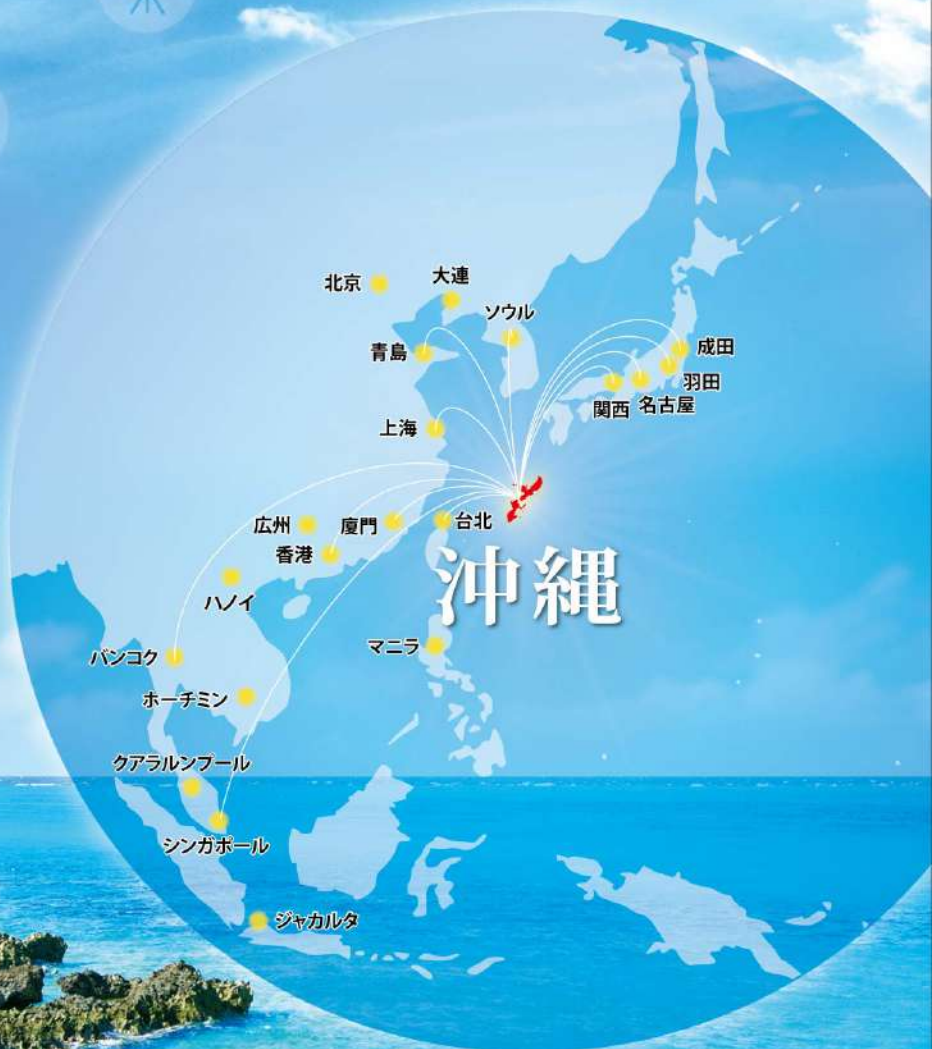 北京
大連
ソウル
青島
成田
羽田
関西
名古屋
上海
広州
廈門
台北
香港
沖縄
ハノイ
マニラ
バンコク
ホーチミン
クアラルンプール
シンガポール
ジャカルタ